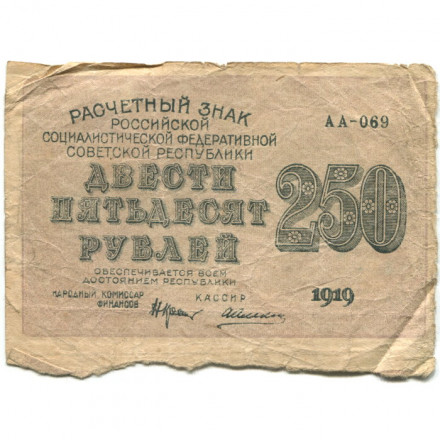 РАСЧЕТНЫЙ ЗНАК
РОССИЙСКОЙ
СОЦИАЛИСТИЧЕСКОЙ ФЕДЕРАТИВНОЙ
СОВЕТСКОЙ РЕСПУБЛИКИ
АА-069
ДВЕСТИ
ПЯТЬДЕСЯТ
РУБЛЕЙ
250
ОБЕСПЕЧИВАЕТСЯ ВСЕМ
ДОСТОЯНИЕМ РЕСПУБЛИКИ
НАРОДНЫЙ КОМИССАР
ФИНАНСОВ
КАССИР
1919